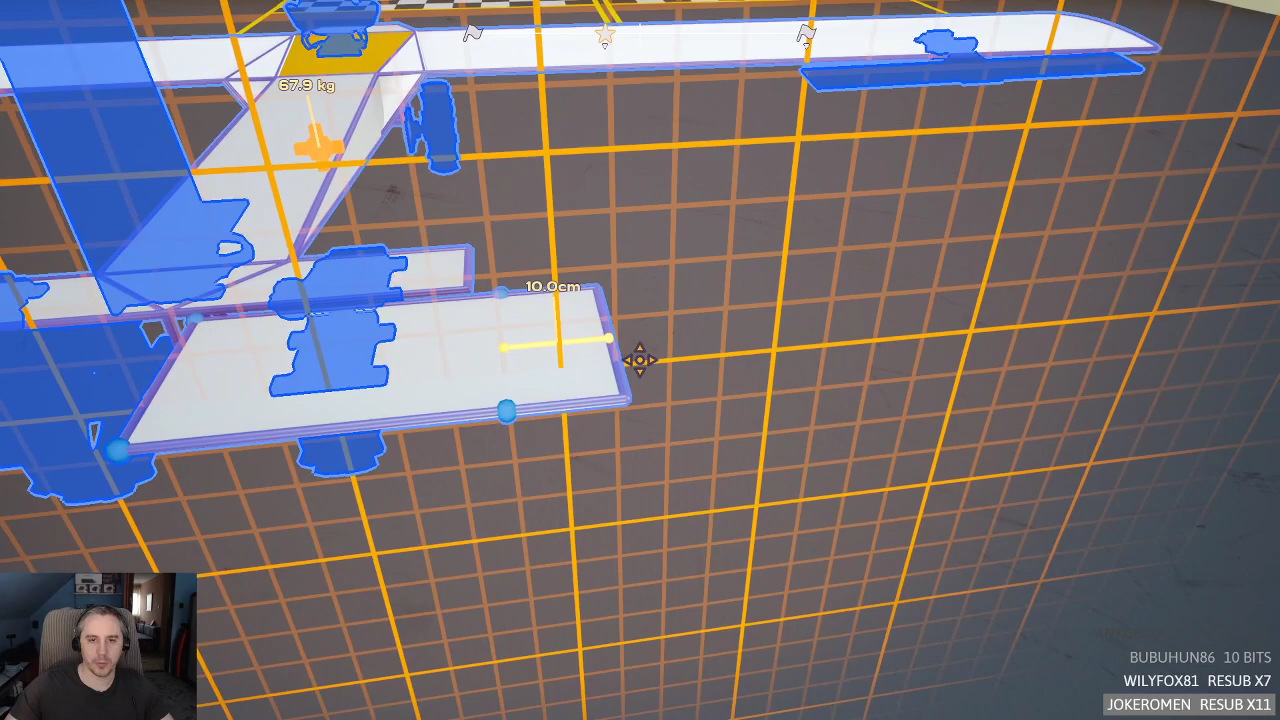 67.9 kg
10.0cm
BUBUHUN86 10 BITS
WILYFOX81 RESUB X7
JOKEROMEN RESUB X11